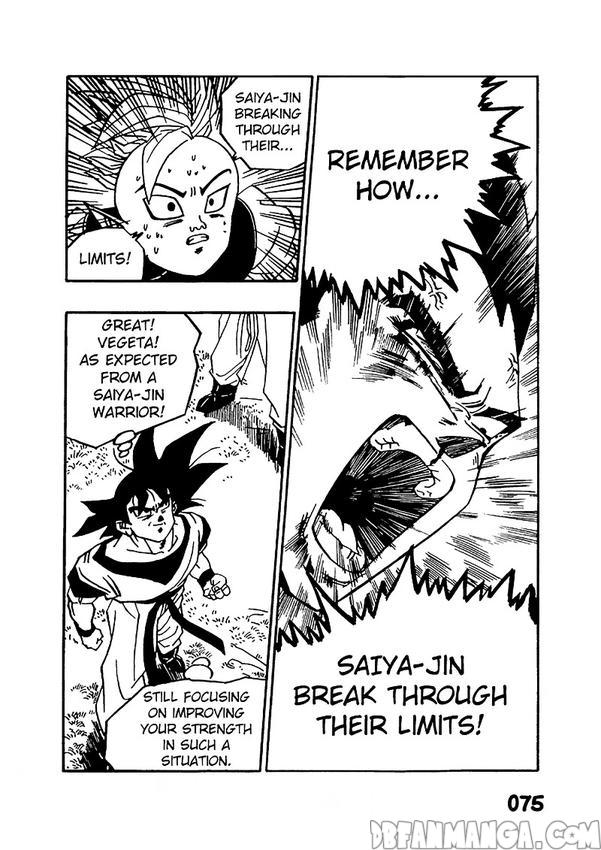 REMEMBER
HOW...
SAIYA-JIN
BREAK THROUGH
THEIR LIMITS!
SAIYA-JIN
BREAKING
THROUGH
THEIR...
LIMITS!
GREAT!
VEGETA!
AS EXPECTED
FROM A
SAIYA-JIN
WARRIOR!
STILL FOCUSING
ON IMPROVING
YOUR STRENGTH
IN SUCH A
SITUATION.
075
DBFANMANGA.COM